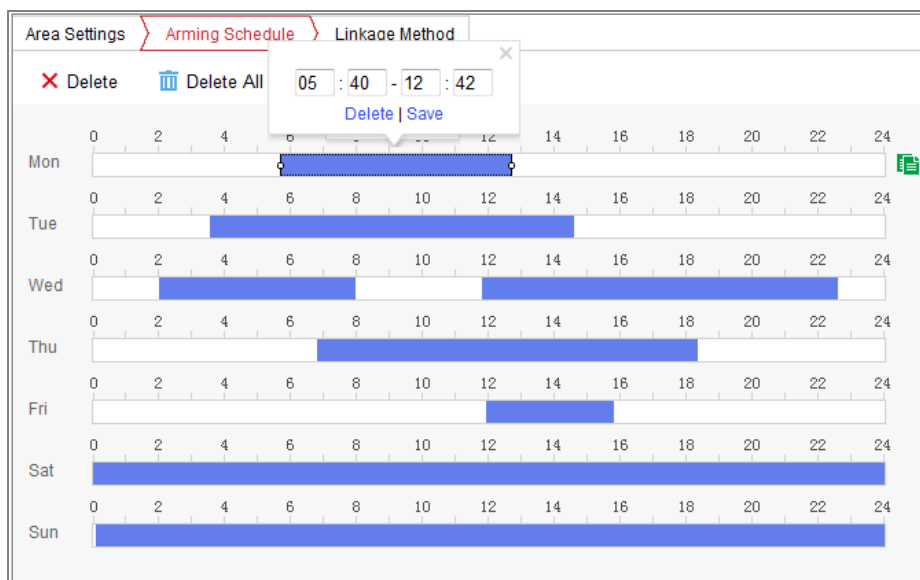 Area Settings Arming Schedule Linkage Method
Delete Delete All
05 : 40 - 12 : 42
Delete | Save
0 2 4 6 8 10 12 14 16 18 20 22 24
Mon
0 2 4 6 8 10 12 14 16 18 20 22 24
Tue
0 2 4 6 8 10 12 14 16 18 20 22 24
Wed
0 2 4 6 8 10 12 14 16 18 20 22 24
Thu
0 2 4 6 8 10 12 14 16 18 20 22 24
Fri
0 2 4 6 8 10 12 14 16 18 20 22 24
Sat
0 2 4 6 8 10 12 14 16 18 20 22 24
Sun